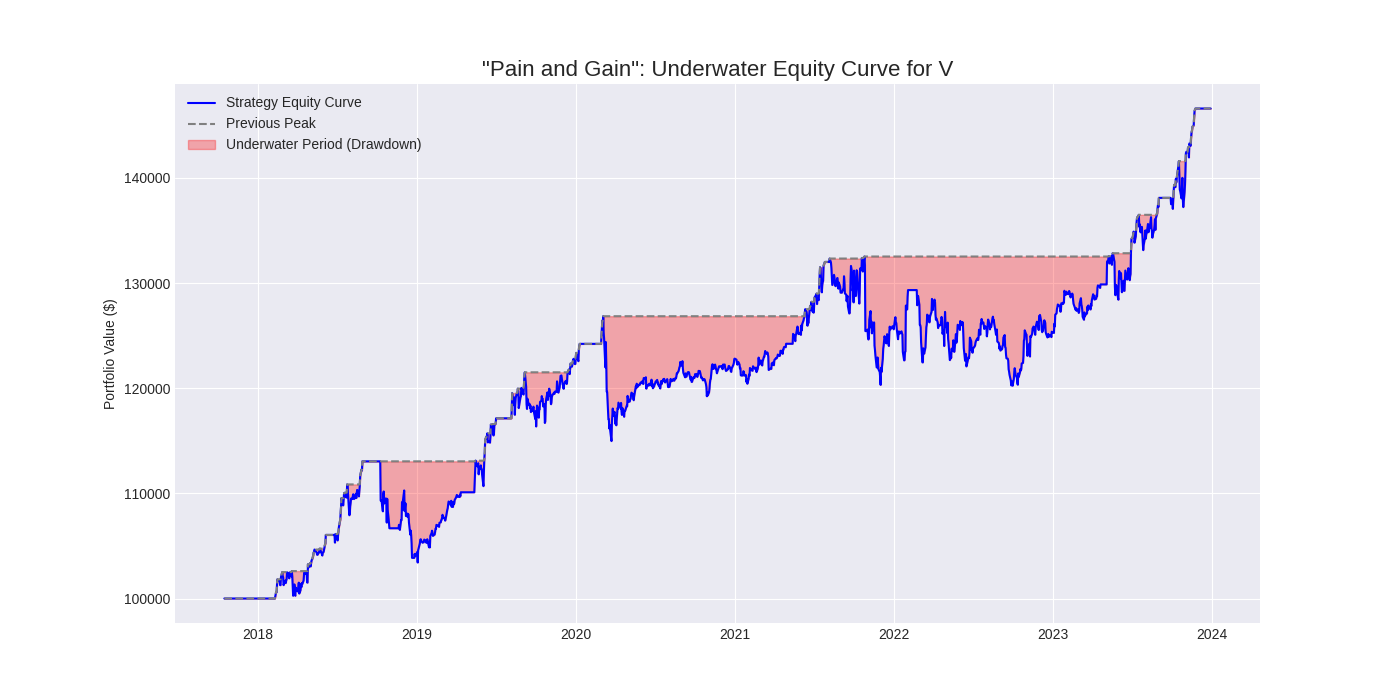 "Pain and Gain": Underwater Equity Curve for V
Strategy Equity Curve
Previous Peak
Underwater Period (Drawdown)
Portfolio Value ($)
140000
130000
120000
110000
100000
2018
2019
2020
2021
2022
2023
2024